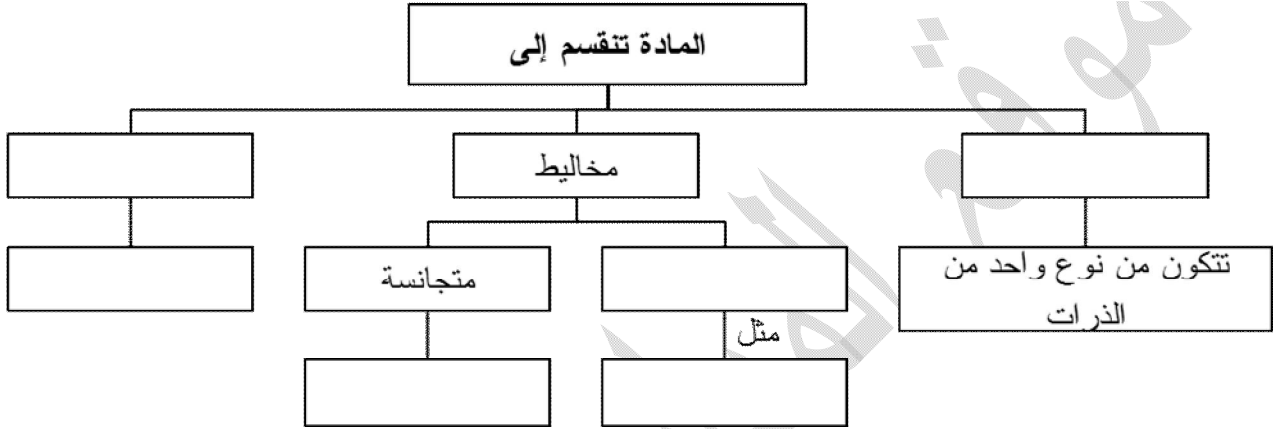 المادة تنقسم إلى
مخاليط
متجانسة
تتكون من نوع واحد من
الذرات
مثل